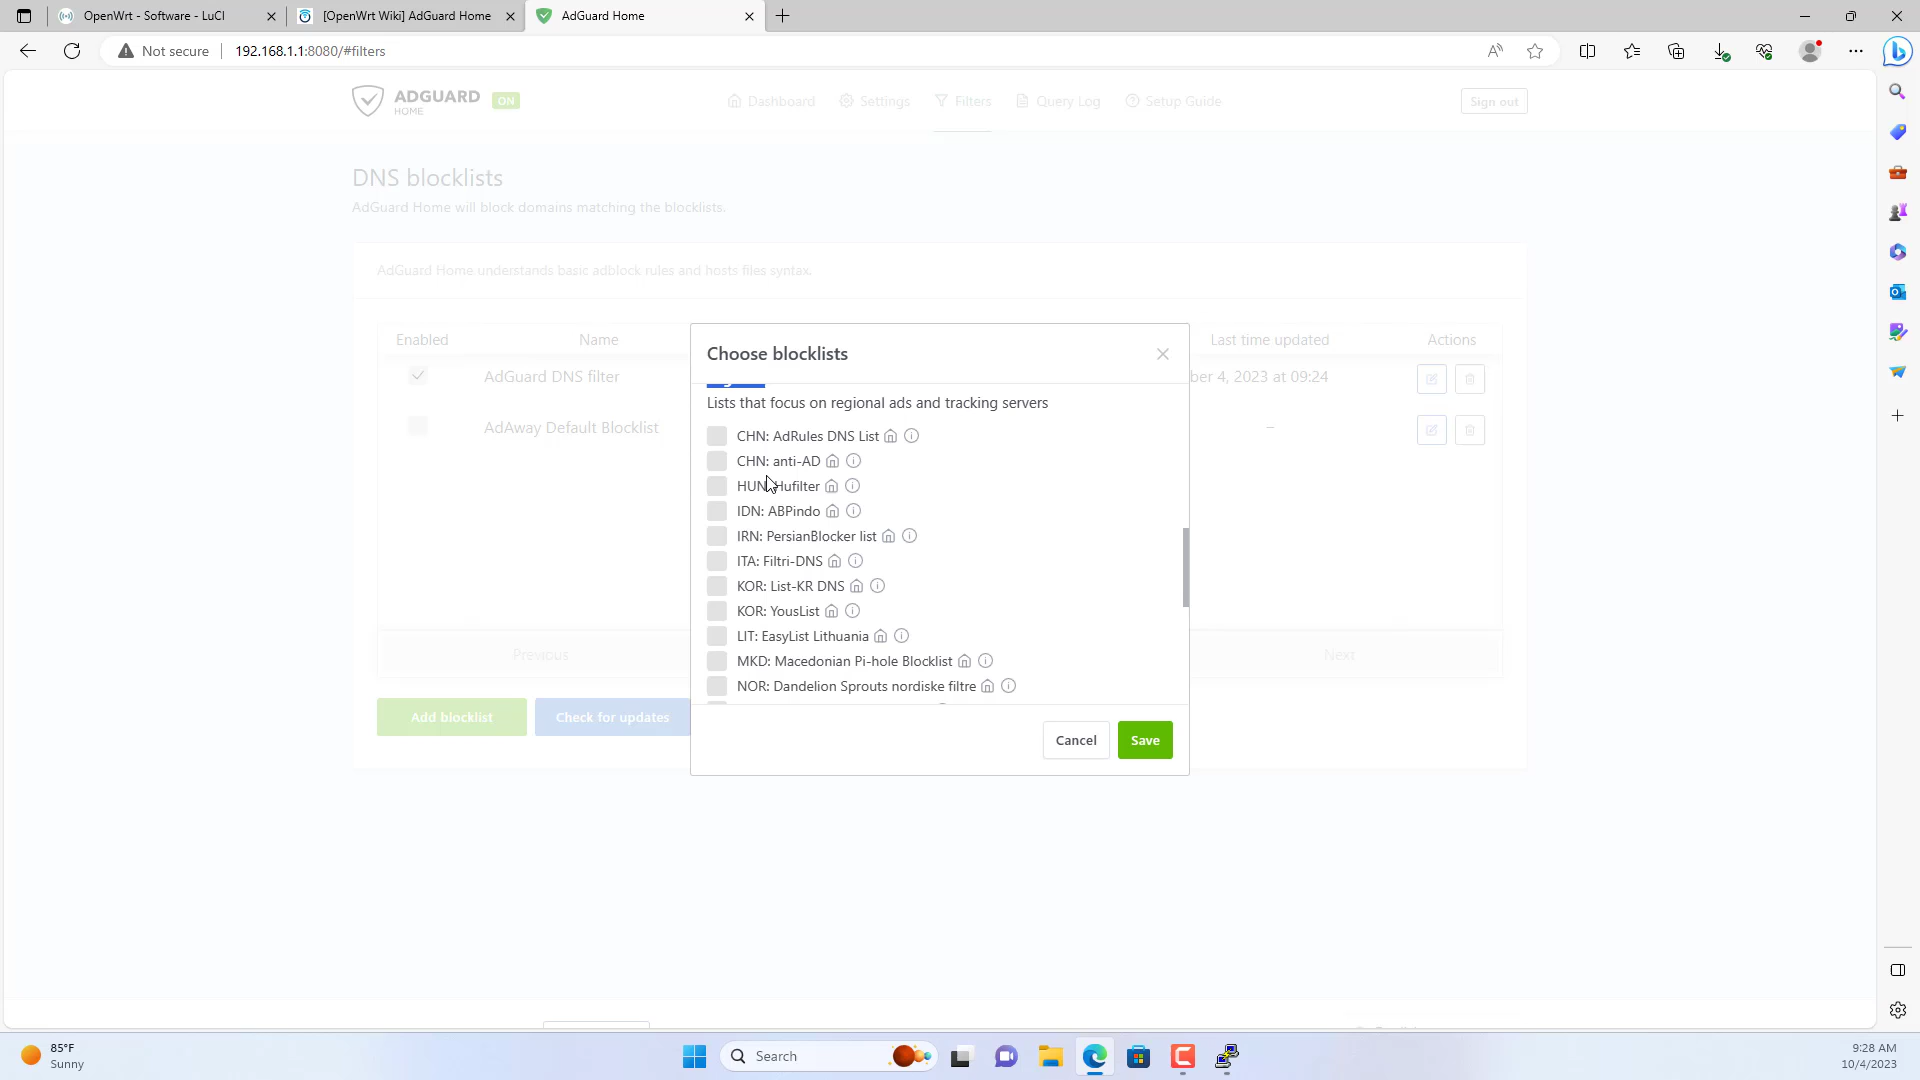 OpenWrt - Software - LuCI
[OpenWrt Wiki] AdGuard Home
AdGuard Home
Not secure
192.168.1.1:8080/#filters
ADGUARD
HOME
ON
Dashboard
Settings
Filters
Query Log
Setup Guide
Sign out
DNS blocklists
AdGuard Home will block domains matching the blocklists.
AdGuard Home understands basic adblock rules and hosts files syntax.
Enabled
Name
Last time updated
Actions
AdGuard DNS filter
ber 4, 2023 at 09:24
AdAway Default Blocklist
–
Previous
Next
Add blocklist
Check for updates
Choose blocklists
Lists that focus on regional ads and tracking servers
CHN: AdRules DNS List
CHN: anti-AD
HUN: Hufilter
IDN: ABPindo
IRN: PersianBlocker list
ITA: Filtri-DNS
KOR: List-KR DNS
KOR: YousList
LIT: EasyList Lithuania
MKD: Macedonian Pi-hole Blocklist
NOR: Dandelion Sprouts nordiske filtre
Cancel
Save
85°F
Sunny
Search
9:28 AM
10/4/2023